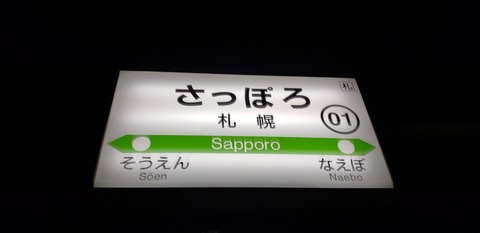 札
さっぽろ
札幌
01
Sapporo
そうえん
Sōen
なえぼ
Naebo